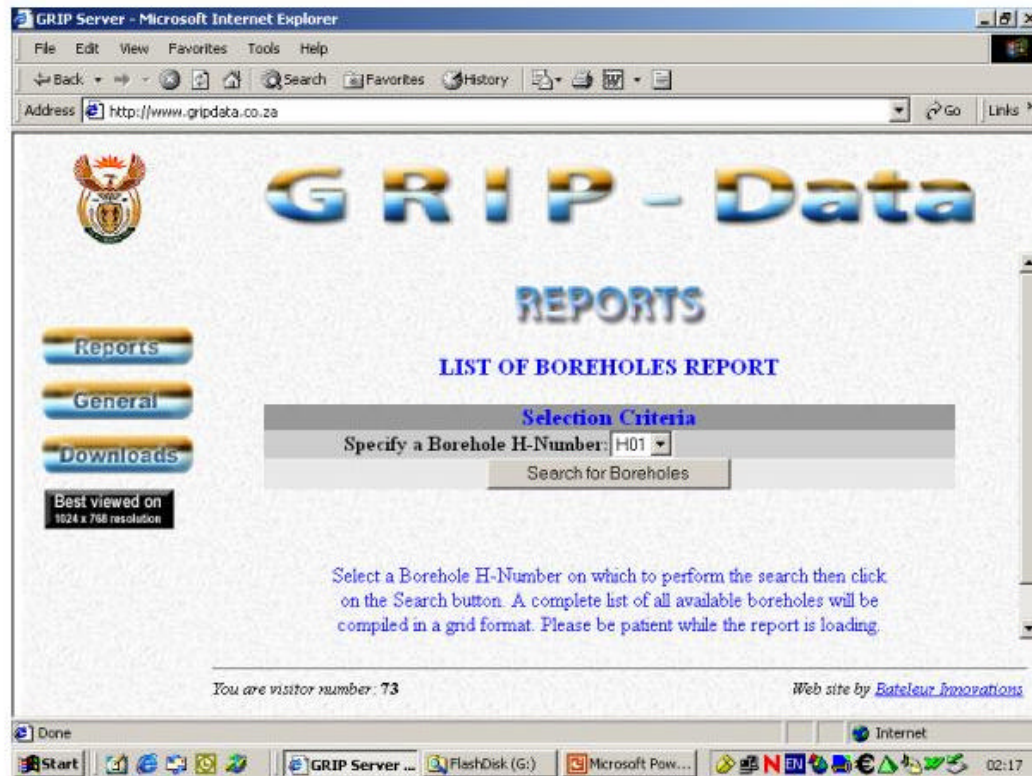 GRIP Server - Microsoft Internet Explorer
File Edit View Favorites Tools Help
Back Search Favorites History
Address http://www.gripdata.co.za Go Links
GRIP - Data
REPORTS
Reports
LIST OF BOREHOLES REPORT
General
Selection Criteria
Specify a Borehole H-Number: H01
Downloads
Search for Boreholes
Best viewed on
1024 x 768 resolution
Select a Borehole H-Number on which to perform the search then click
on the Search button. A complete list of all available boreholes will be
compiled in a grid format. Please be patient while the report is loading.
You are visitor number: 73 Web site by Bateleur Innovations
Done Internet
Start GRIP Server ... FlashDisk (G:) Microsoft Pow... N EN 02:17